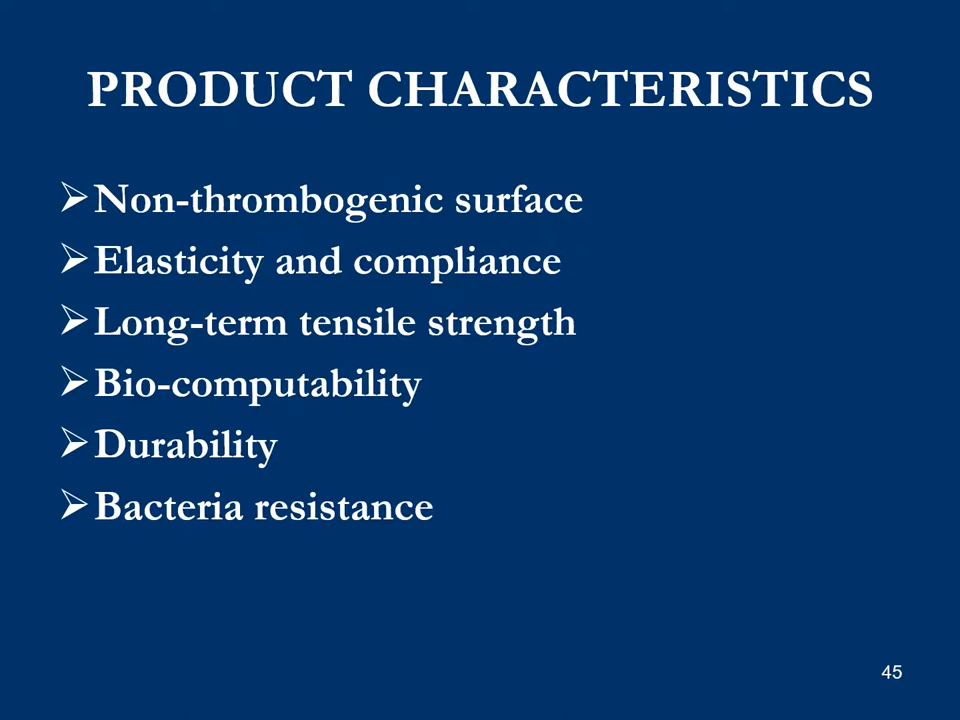 PRODUCT CHARACTERISTICS
➢Non-thrombogenic surface
➢Elasticity and compliance
➢Long-term tensile strength
➢Bio-computability
➢Durability
➢Bacteria resistance
45